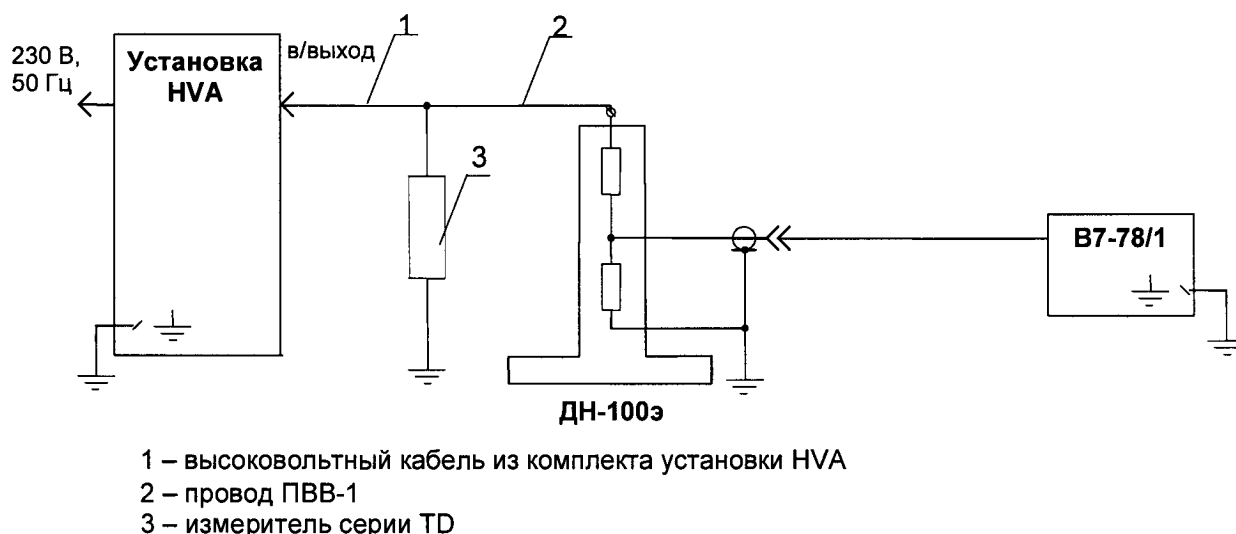 1
2
230 В,
50 Гц
Установка
HVA
в/выход
3
В7-78/1
ДН-100э
1 – высоковольтный кабель из комплекта установки HVA
2 – провод ПВВ-1
3 – измеритель серии TD